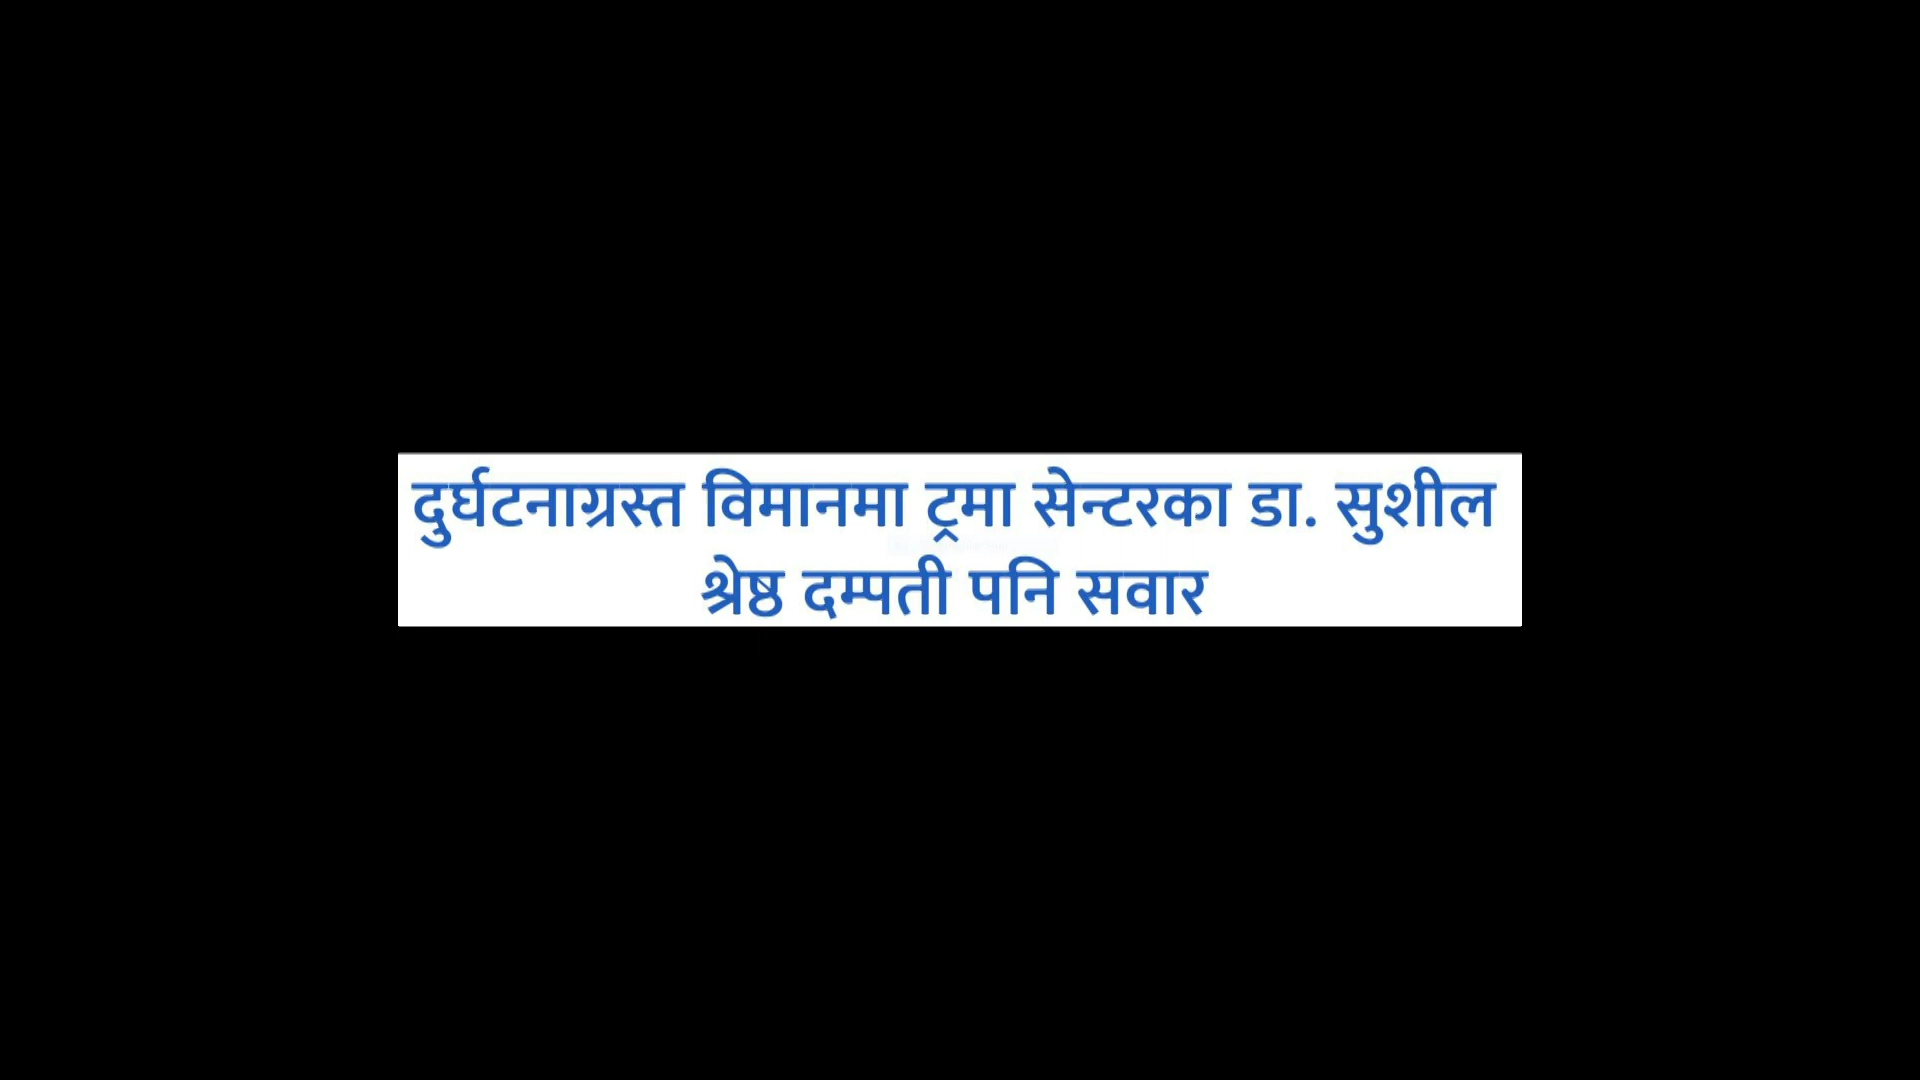 दुर्घटनाग्रस्त विमानमा ट्रमा सेन्टरका डा. सुशील
श्रेष्ठ दम्पती पनि सवार